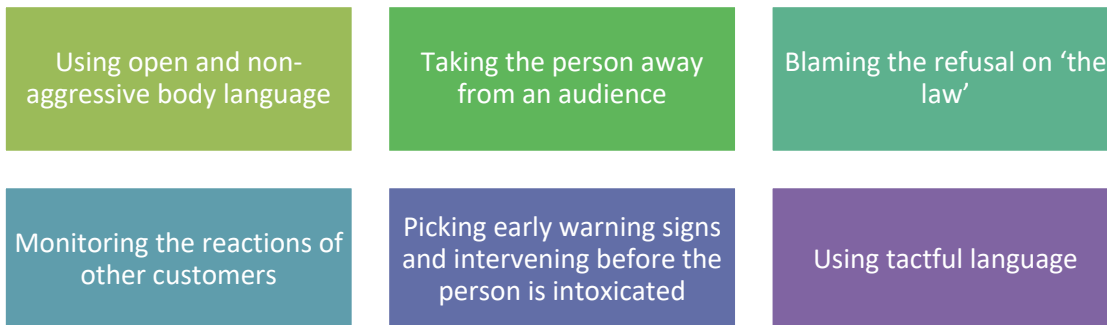 Using open and non-
aggressive body language
Taking the person away
from an audience
Blaming the refusal on ‘the
law’
Monitoring the reactions of
other customers
Picking early warning signs
and intervening before the
person is intoxicated
Using tactful language